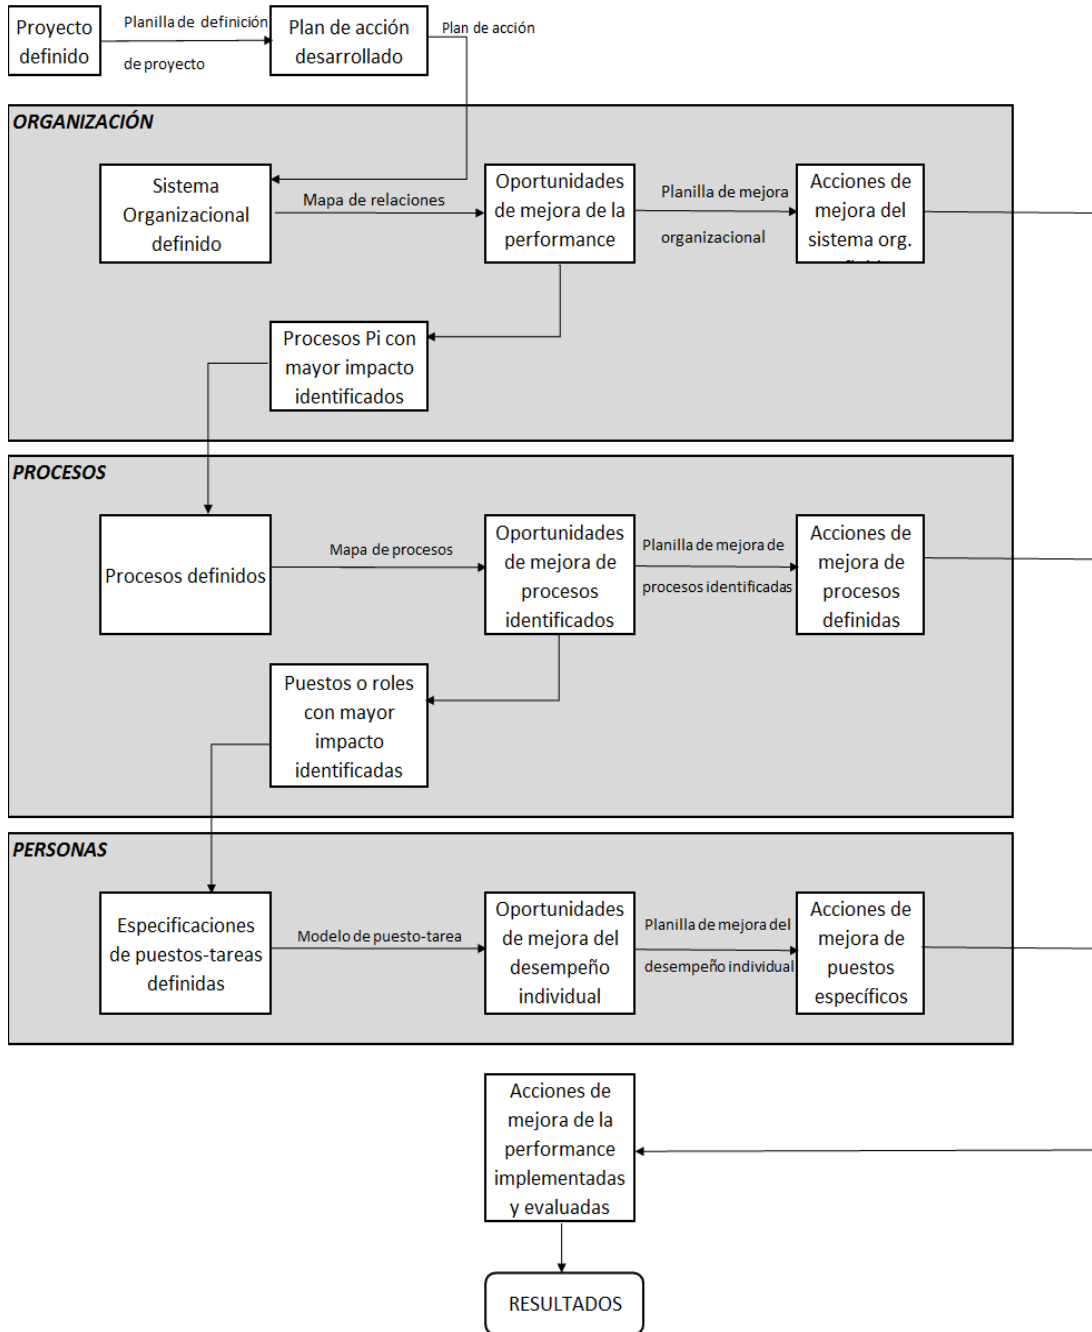 Proyecto
definido
Planilla de definición
de proyecto
Plan de acción
desarrollado
Plan de acción
ORGANIZACIÓN
Sistema
Organizacional
definido
Mapa de relaciones
Oportunidades
de mejora de la
performance
Planilla de mejora
organizacional
Acciones de
mejora del
sistema org.
Procesos Pi con
mayor impacto
identificados
PROCESOS
Procesos definidos
Mapa de procesos
Oportunidades
de mejora de
procesos
identificados
Planilla de mejora de
procesos identificadas
Acciones de
mejora de
procesos
definidas
Puestos o roles
con mayor
impacto
identificadas
PERSONAS
Especificaciones
de puestos-tareas
definidas
Modelo de puesto-tarea
Oportunidades
de mejora del
desempeño
individual
Planilla de mejora del
desempeño individual
Acciones de
mejora de
puestos
específicos
Acciones de
mejora de la
performance
implementadas
y evaluadas
RESULTADOS